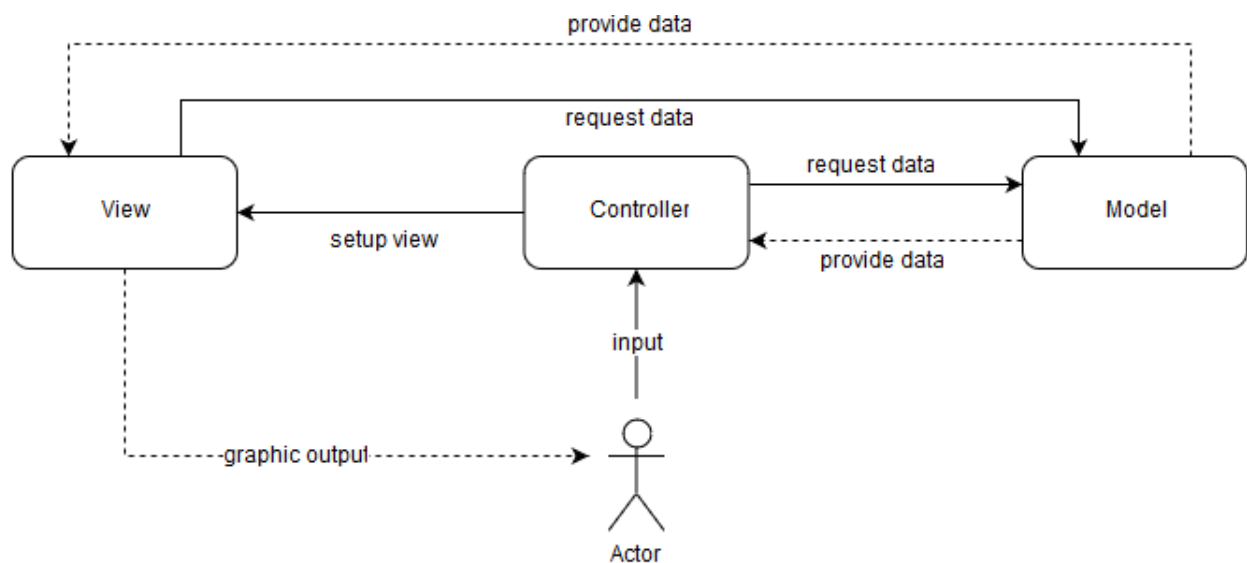 provide data
request data
View
setup view
Controller
request data
provide data
Model
input
graphic output
Actor